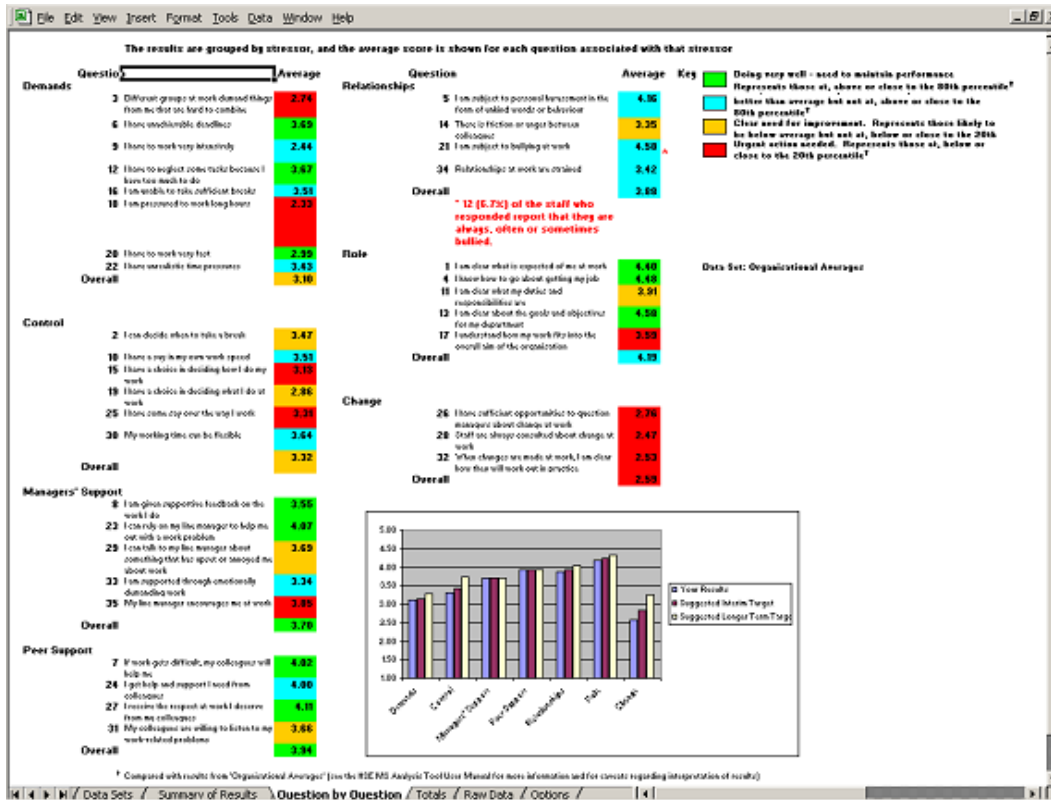 File Edit View Insert Format Tools Data Window Help
The results are grouped by stressor, and the average score is shown for each question associated with that stressor
Questio Average
Demands
3 Different groups at work demand things 2.74
from me that are hard to combine
6 I have unachievable deadlines 3.69
9 I have to work very intensively 2.44
12 I have to neglect some tasks because I 3.67
have too much to do
16 I am unable to take sufficient breaks 3.51
18 I am pressured to work long hours 2.33
20 I have to work very fast 2.99
22 I have unrealistic time pressures 3.43
Overall 3.10
Control
2 I can decide when to take a break 3.47
10 I have a say in my own work speed 3.51
15 I have a choice in deciding how I do my 3.13
work
19 I have a choice in deciding what I do at 2.86
work
25 I have some say over the way I work
30 My working time can be flexible 3.64
3.32
Overall
Managers' Support
8 I am given supportive feedback on the 3.55
work I do
23 I can rely on my line manager to help me 4.07
out with a work problem
29 I can talk to my line manager about 3.69
something that has upset or annoyed me
about work
33 I am supported through emotionally 3.34
demanding work
35 My line manager encourages me at work
Overall 3.70
Peer Support
7 If work gets difficult, my colleagues will 4.02
help me
24 I get help and support I need from 4.00
colleagues
27 I receive the respect at work I deserve 4.11
from my colleagues
31 My colleagues are willing to listen to my 3.66
work-related problems
Overall 3.94
Question Average
Relationships
5 I am subject to personal harassment in the 4.16
form of unkind words or behaviour
14 There is friction or anger between 3.35
colleagues
21 I am subject to bullying at work 4.58
34 Relationships at work are strained 3.42
Overall 3.89
* 12 (6.7%) of the staff who
responded report that they are
always, often or sometimes
bullied.
Role
1 I am clear what is expected of me at work 4.40
4 I know how to go about getting my job 4.48
11 I am clear what my duties and 3.91
responsibilities are
13 I am clear about the goals and objectives 4.58
for my department
17 I understand how my work fits into the
overall aim of the organisation
Overall 4.19
Change
26 I have sufficient opportunities to question 2.76
managers about change at work
28 Staff are always consulted about change at 2.47
work
32 When changes are made at work, I am clear 2.53
how they will work out in practice
Overall 2.59
Key
Doing very well - need to maintain performance
Represents those at, above or close to the 80th percentile†
better than average but not at, above or close to the
80th percentile†
Clear need for improvement. Represents those likely to
be below average but not at, below or close to the 20th
Urgent action needed. Represents those at, below or
close to the 20th percentile†
Data Set: Organisational Averages
5.00
4.50
4.00
3.50
3.00
2.50
2.00
1.50
1.00
Demands
Control
Managers' Support
Peer Support
Relationships
Role
Change
Your Results
Suggested Interim Target
Suggested Longer Term Targe
† Compared with results from 'Organisational Averages' (see the HSE MS Analysis Tool User Manual for more information and for caveats regarding interpretation of results)
Data Sets / Summary of Results \ Question by Question / Totals / Raw Data / Options /